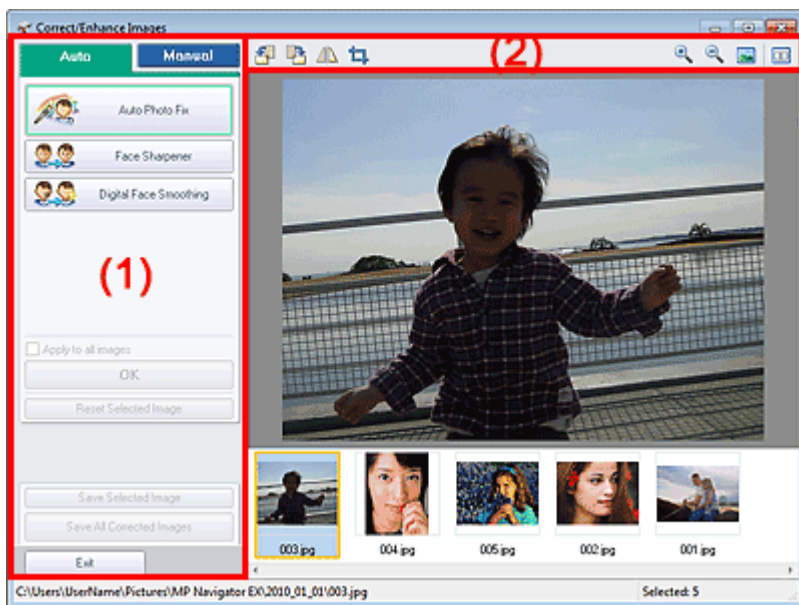 Correct/Enhance Images
Auto Manual
(2)
Auto Photo Fix
Face Sharpener
Digital Face Smoothing
(1)
Apply to all images
OK
Reset Selected Image
Save Selected Image
Save All Corrected Images
Exit
003.jpg 004.jpg 005.jpg 002.jpg 001.jpg
C:\Users\UserName\Pictures\MP Navigator EX\2010_01_01\003.jpg Selected: 5